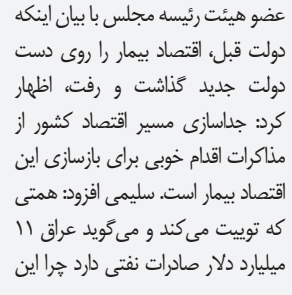 عضو هیئت رئیسه مجلس با بیان اینکه
دولت قبل، اقتصاد بیمار را روی دست
دولت جدید گذاشت و رفت، اظهار
کرد: جداسازی مسیر اقتصاد کشور از
مذاکرات اقدام خوبی برای بازسازی این
اقتصاد بیمار است. سلیمی افزود: همتی
که توییت می‌کند و می‌گوید عراق ۱۱
میلیارد دلار صادرات نفتی دارد چرا این